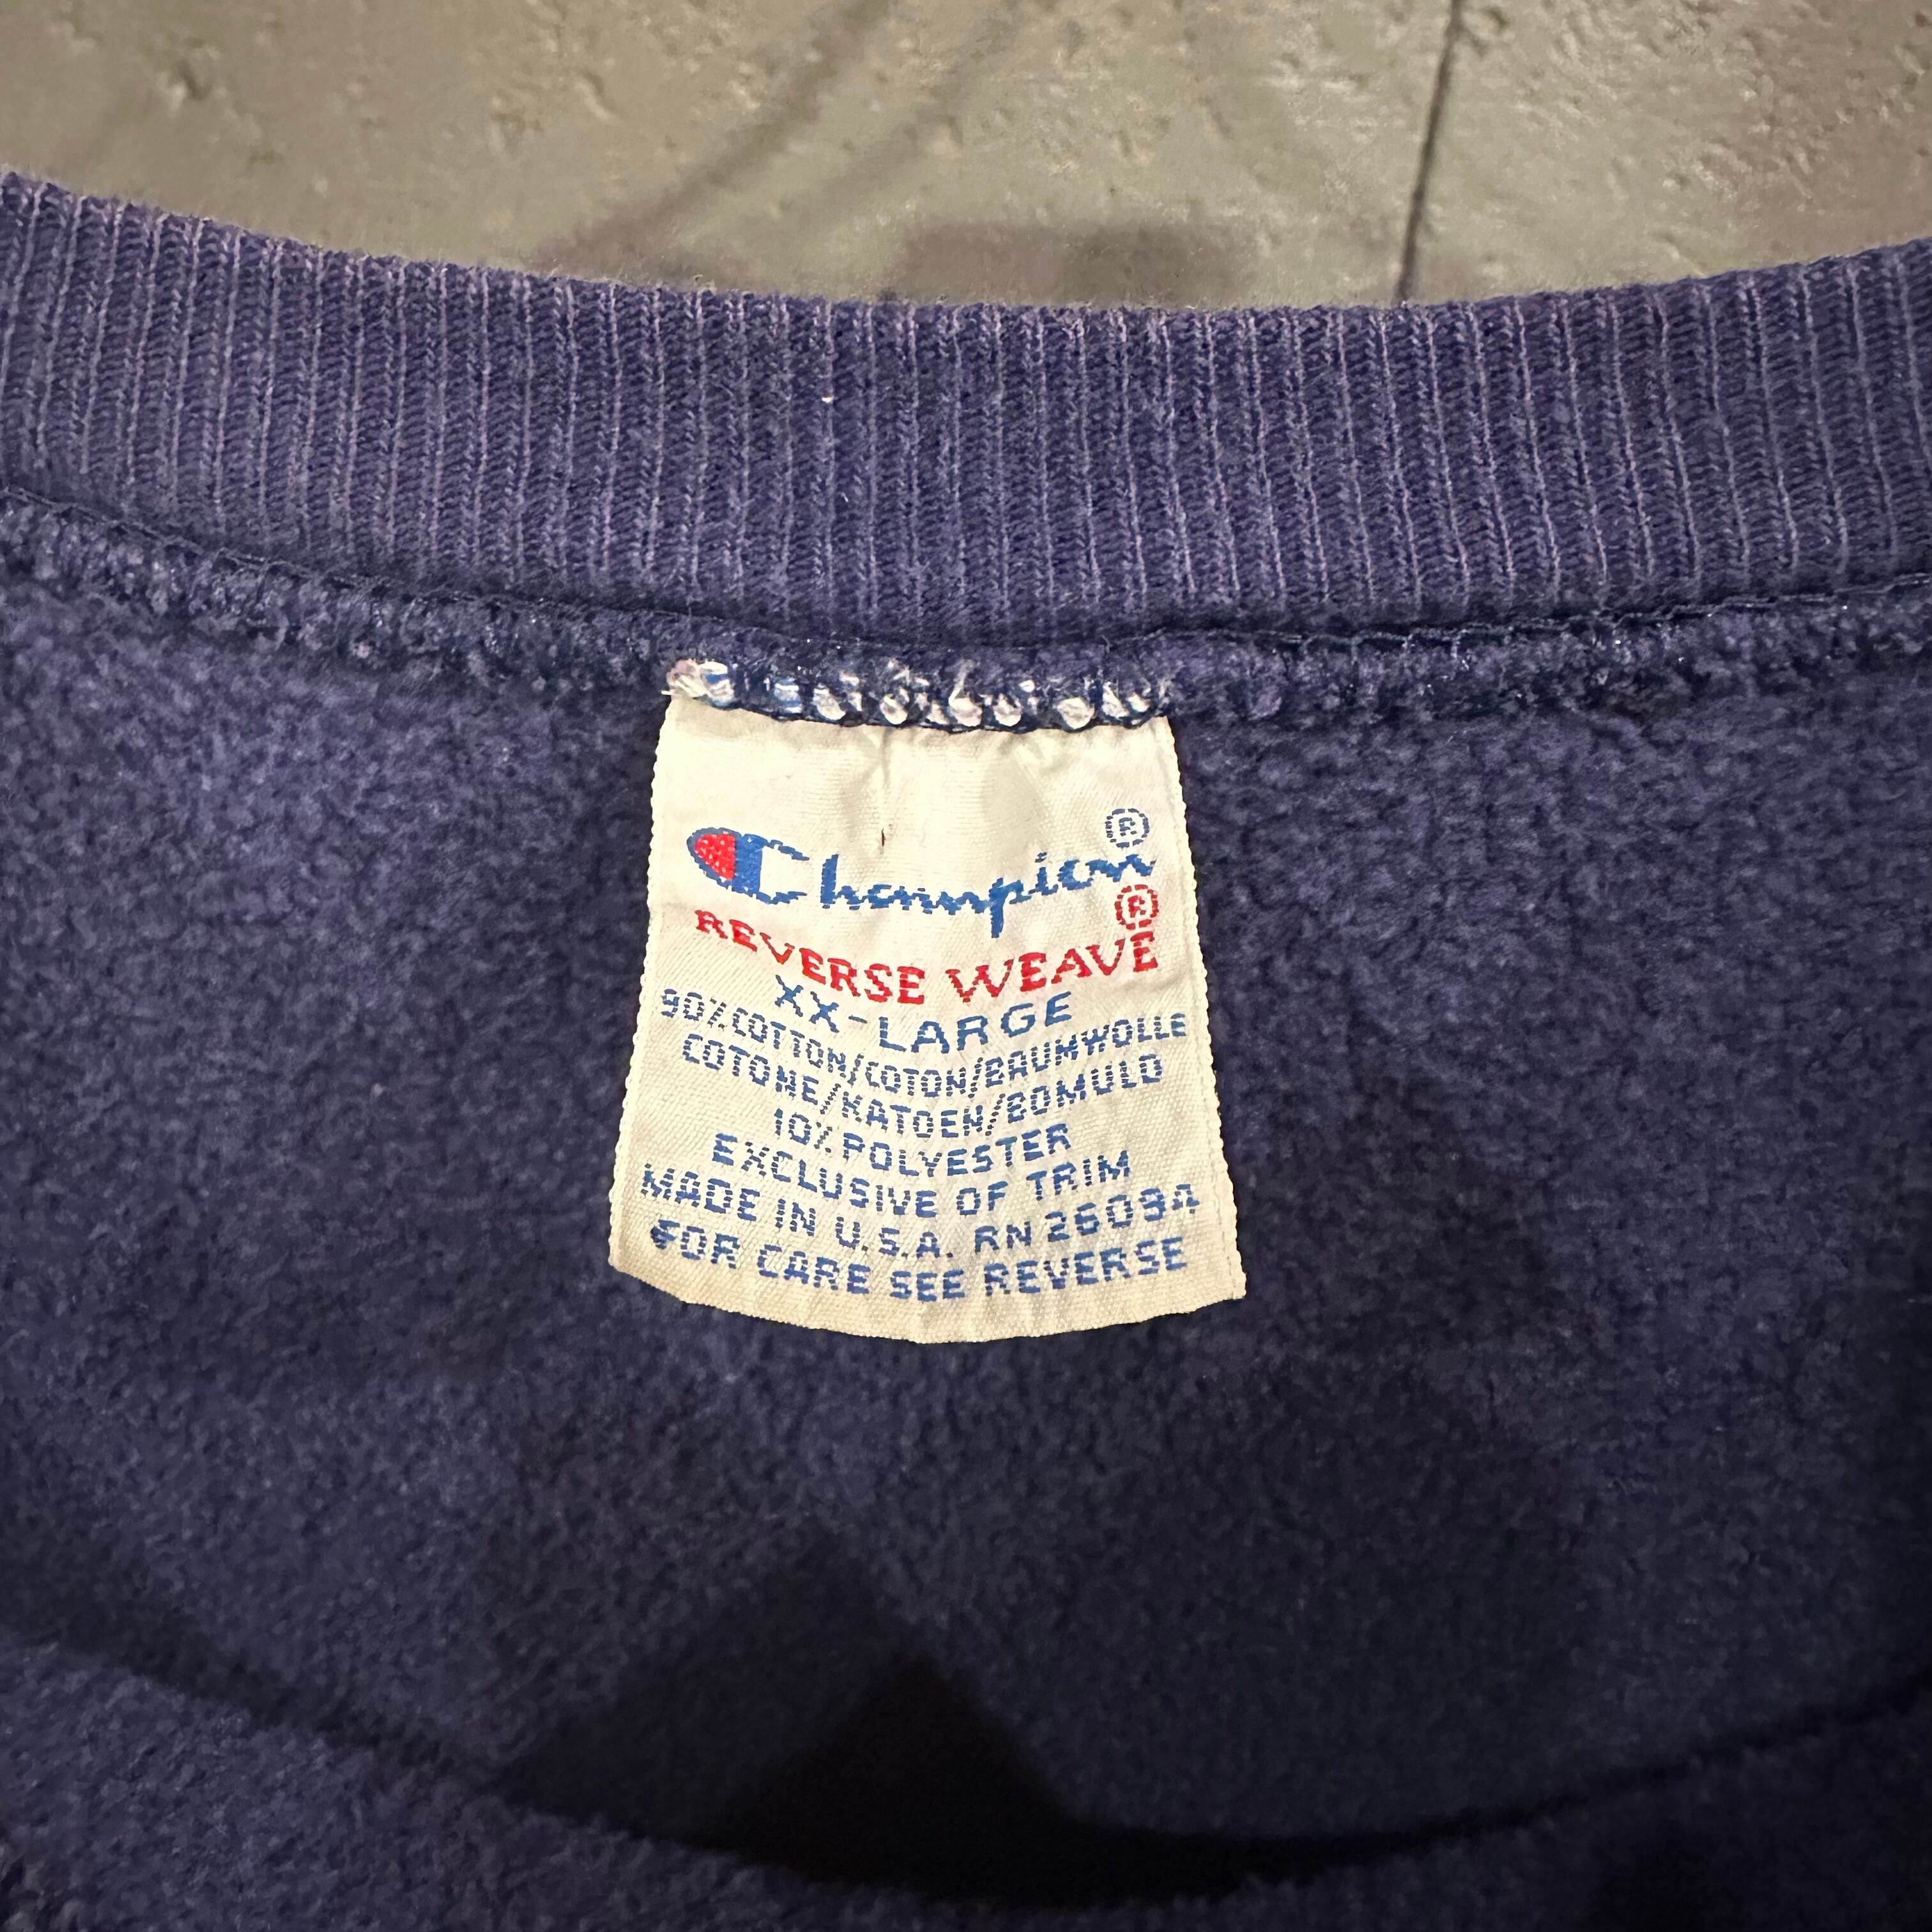 Champion ®
REVERSE WEAVE ®
XX-LARGE
90% COTTON/COTON/BAUMWOLLE
COTONE/KATOEN/BOMULD
10% POLYESTER
EXCLUSIVE OF TRIM
MADE IN U.S.A. RN 26094
FOR CARE SEE REVERSE